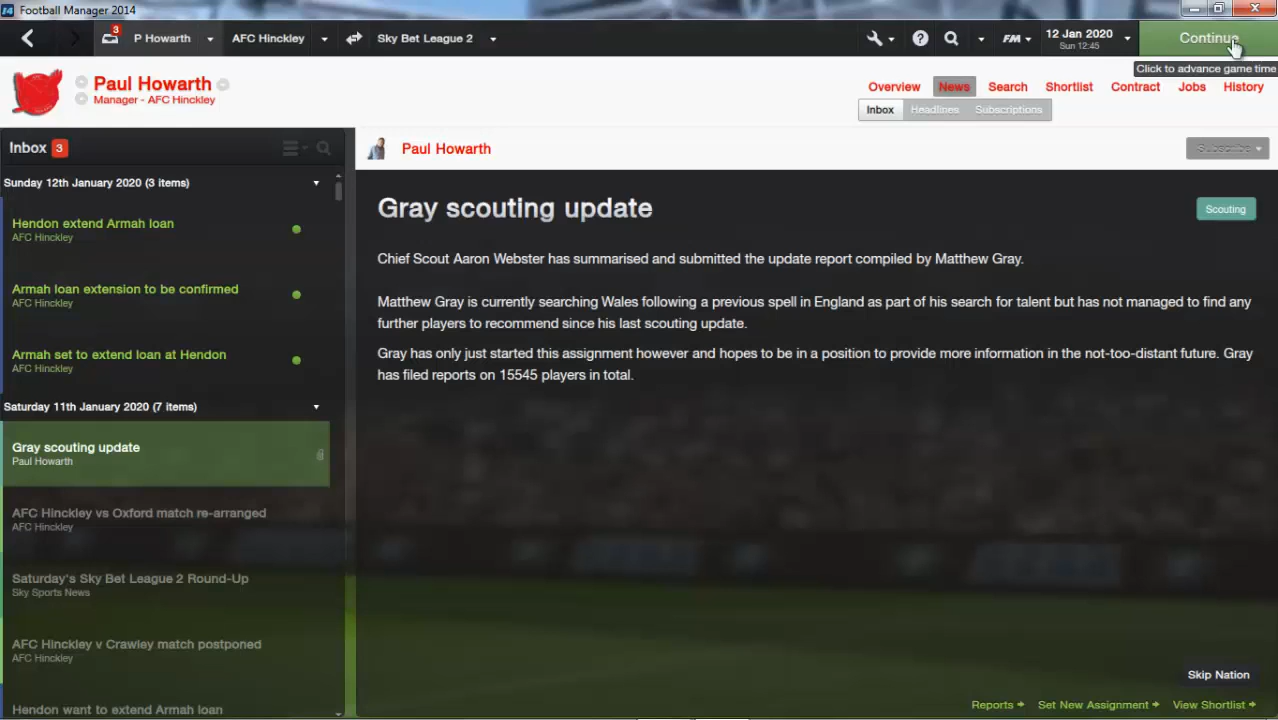 14 Football Manager 2014
3 P Howarth AFC Hinckley Sky Bet League 2 FM 12 Jan 2020 Sun 12:45 Continue
Click to advance game time
Paul Howarth
Manager - AFC Hinckley
Overview News Search Shortlist Contract Jobs History
Inbox Headlines Subscriptions
Inbox 3
Paul Howarth
Subscribe
Sunday 12th January 2020 (3 items)
Hendon extend Armah loan
AFC Hinckley
Armah loan extension to be confirmed
AFC Hinckley
Armah set to extend loan at Hendon
AFC Hinckley
Saturday 11th January 2020 (7 items)
Gray scouting update
Paul Howarth
AFC Hinckley vs Oxford match re-arranged
AFC Hinckley
Saturday's Sky Bet League 2 Round-Up
Sky Sports News
AFC Hinckley v Crawley match postponed
AFC Hinckley
Hendon want to extend Armah loan
Gray scouting update
Scouting
Chief Scout Aaron Webster has summarised and submitted the update report compiled by Matthew Gray.
Matthew Gray is currently searching Wales following a previous spell in England as part of his search for talent but has not managed to find any
further players to recommend since his last scouting update.
Gray has only just started this assignment however and hopes to be in a position to provide more information in the not-too-distant future. Gray
has filed reports on 15545 players in total.
Skip Nation
Reports Set New Assignment View Shortlist